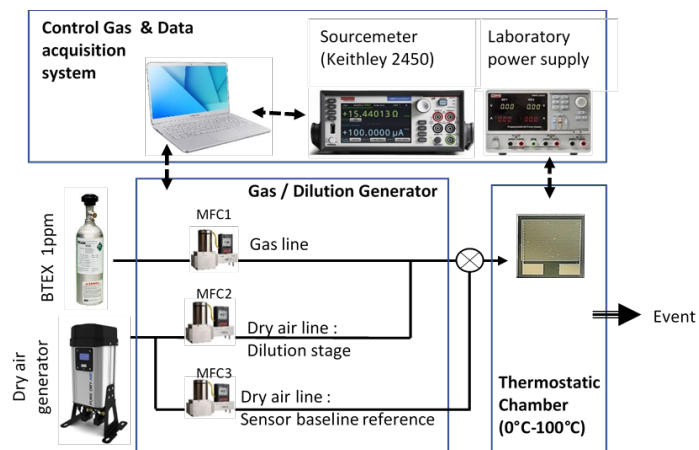 Control Gas & Data
acquisition
system
Sourcemeter
(Keithley 2450)
Laboratory
power supply
+15.44013 Ω
+100.0000 µA
Gas / Dilution Generator
MFC1
Gas line
BTEX 1ppm
MFC2
Dry air line :
Dilution stage
Dry air
generator
MFC3
Dry air line :
Sensor baseline reference
Thermostatic
Chamber
(0°C-100°C)
Event